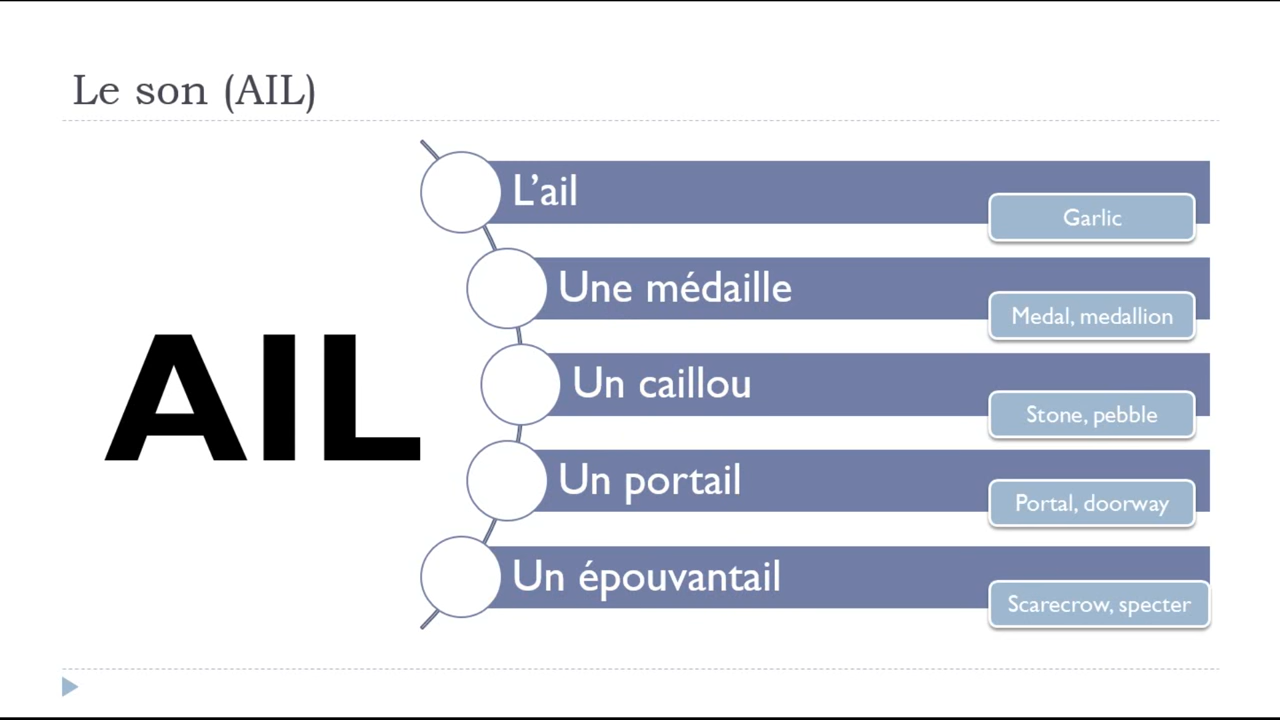 Le son (AIL)
AIL
L'ail
Garlic
Une médaille
Medal, medallion
Un caillou
Stone, pebble
Un portail
Portal, doorway
Un épouvantail
Scarecrow, specter